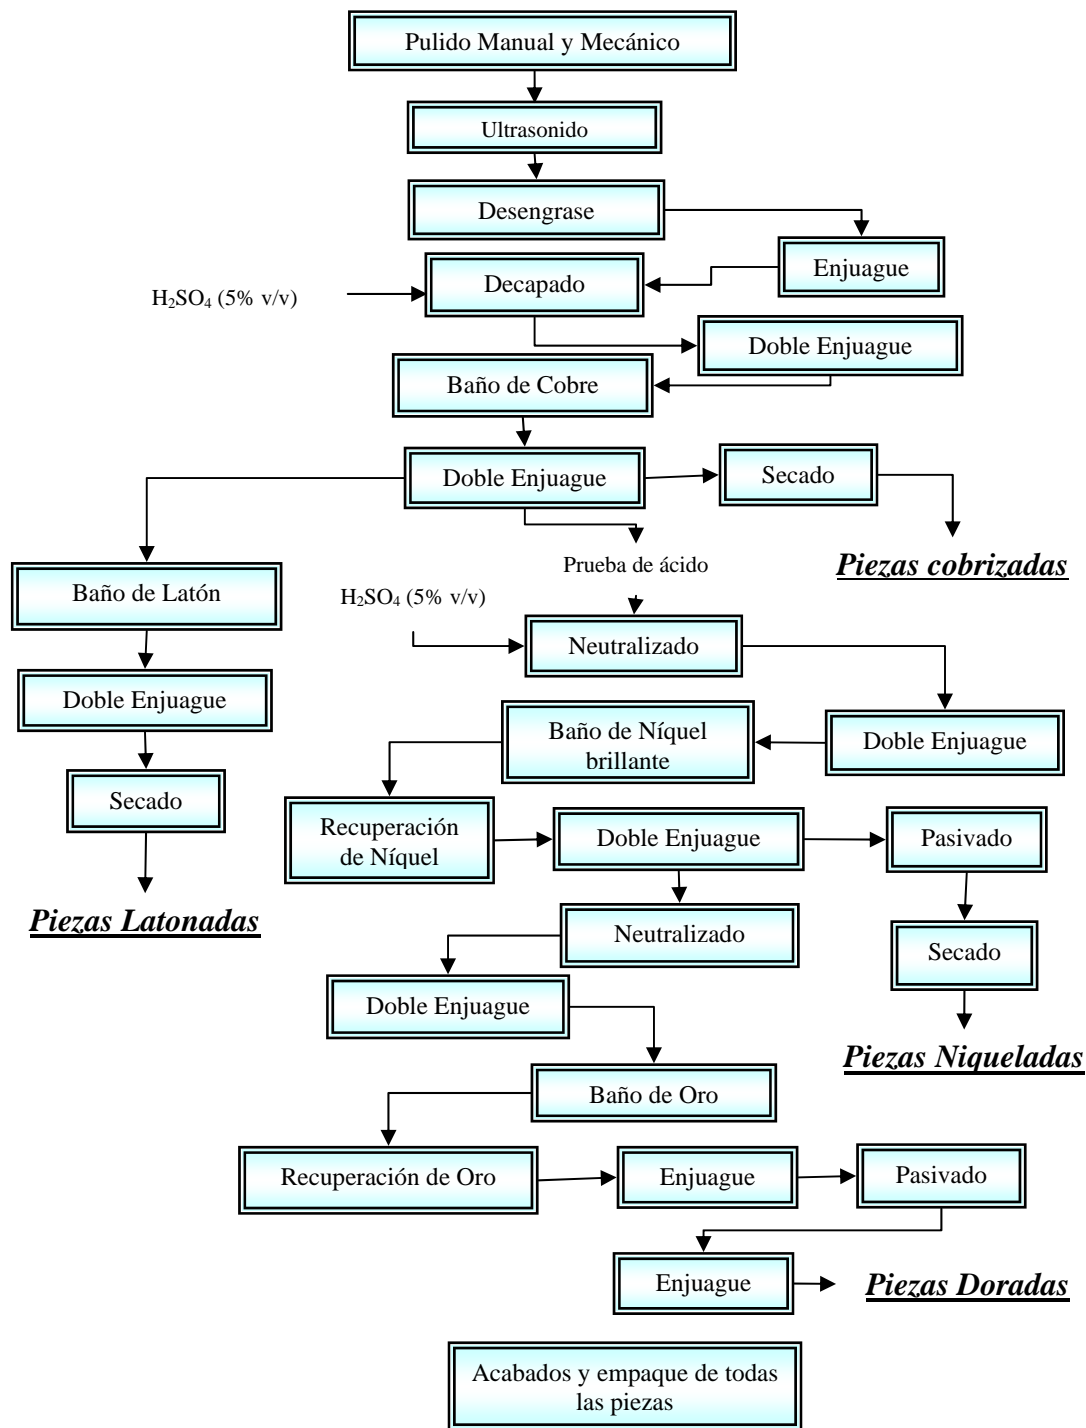 Pulido Manual y Mecánico
Ultrasonido
Desengrase
Enjuague
Decapado
H₂SO₄ (5% v/v)
Doble Enjuague
Baño de Cobre
Doble Enjuague
Secado
Prueba de ácido
Piezas cobrizadas
Baño de Latón
H₂SO₄ (5% v/v)
Neutralizado
Doble Enjuague
Baño de Níquel
brillante
Doble Enjuague
Secado
Recuperación
de Níquel
Doble Enjuague
Pasivado
Piezas Latonadas
Neutralizado
Secado
Doble Enjuague
Piezas Niqueladas
Baño de Oro
Recuperación de Oro
Enjuague
Pasivado
Enjuague
Piezas Doradas
Acabados y empaque de todas
las piezas